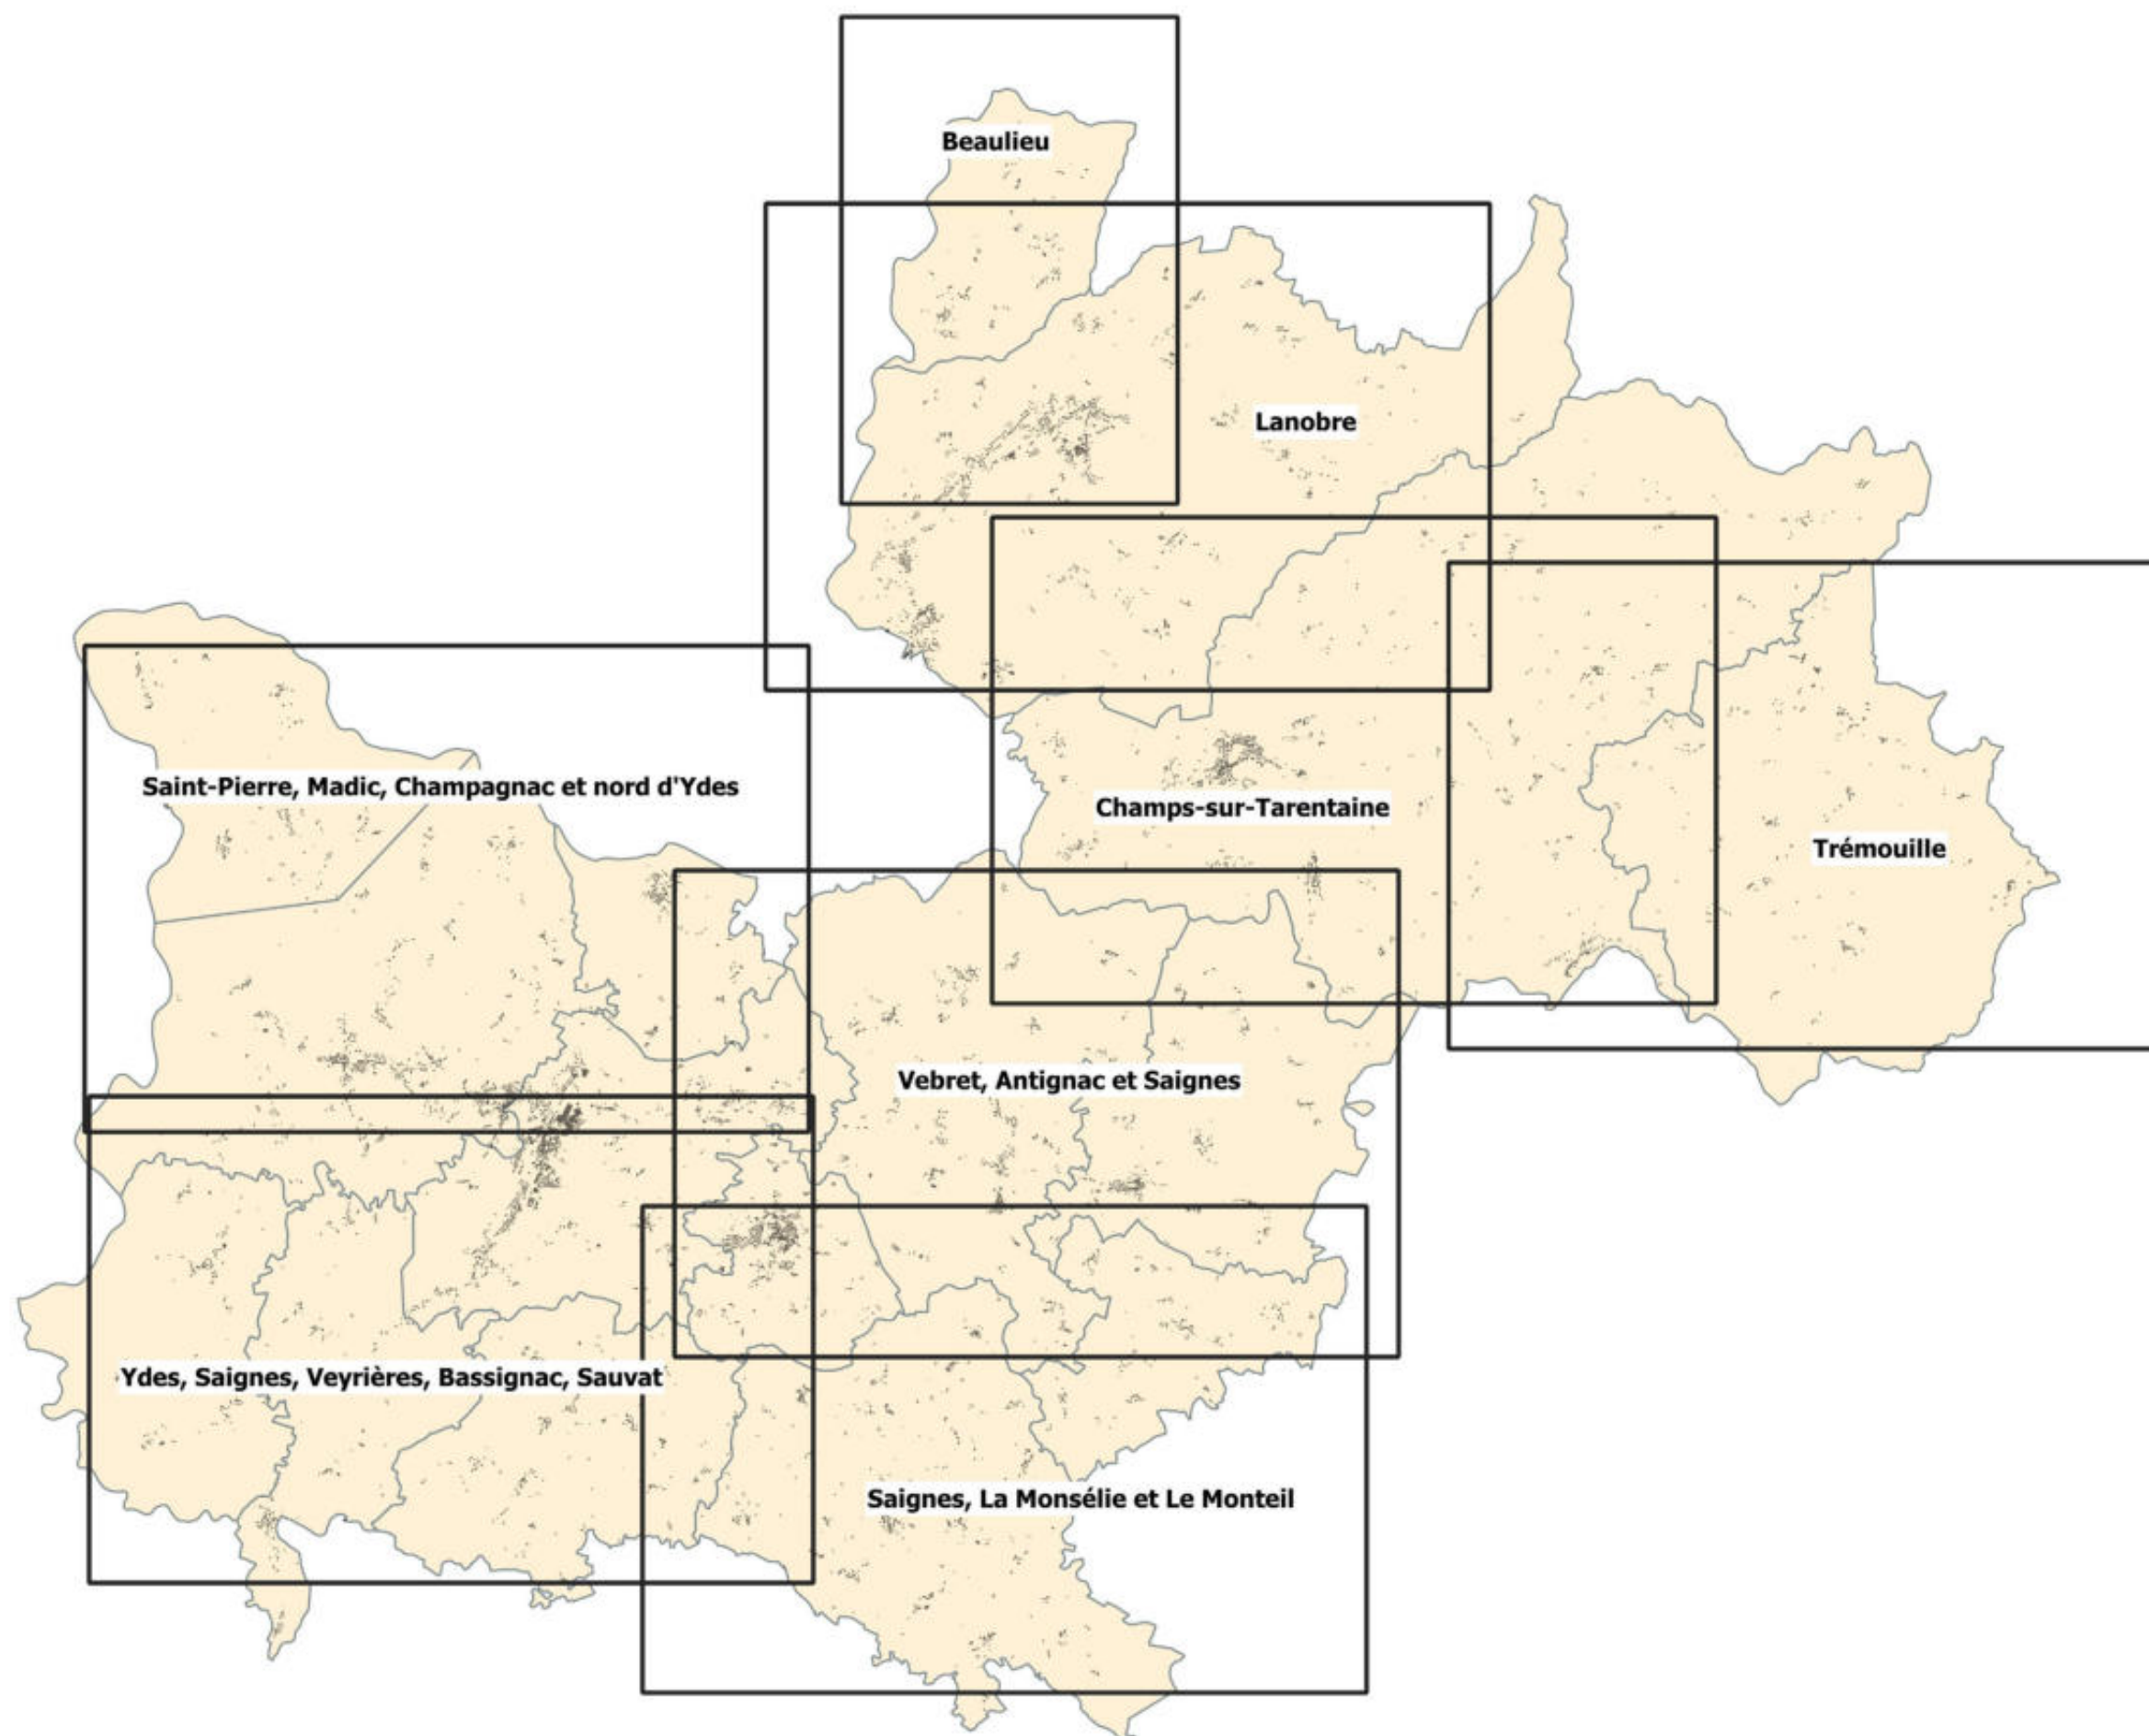 Beaulieu
Lanobre
Saint-Pierre, Madic, Champagnac et nord d'Ydes
Champs-sur-Tarentaine
Trémouille
Vebret, Antignac et Saignes
Ydes, Saignes, Veyrières, Bassignac, Sauvat
Saignes, La Monsélie et Le Monteil